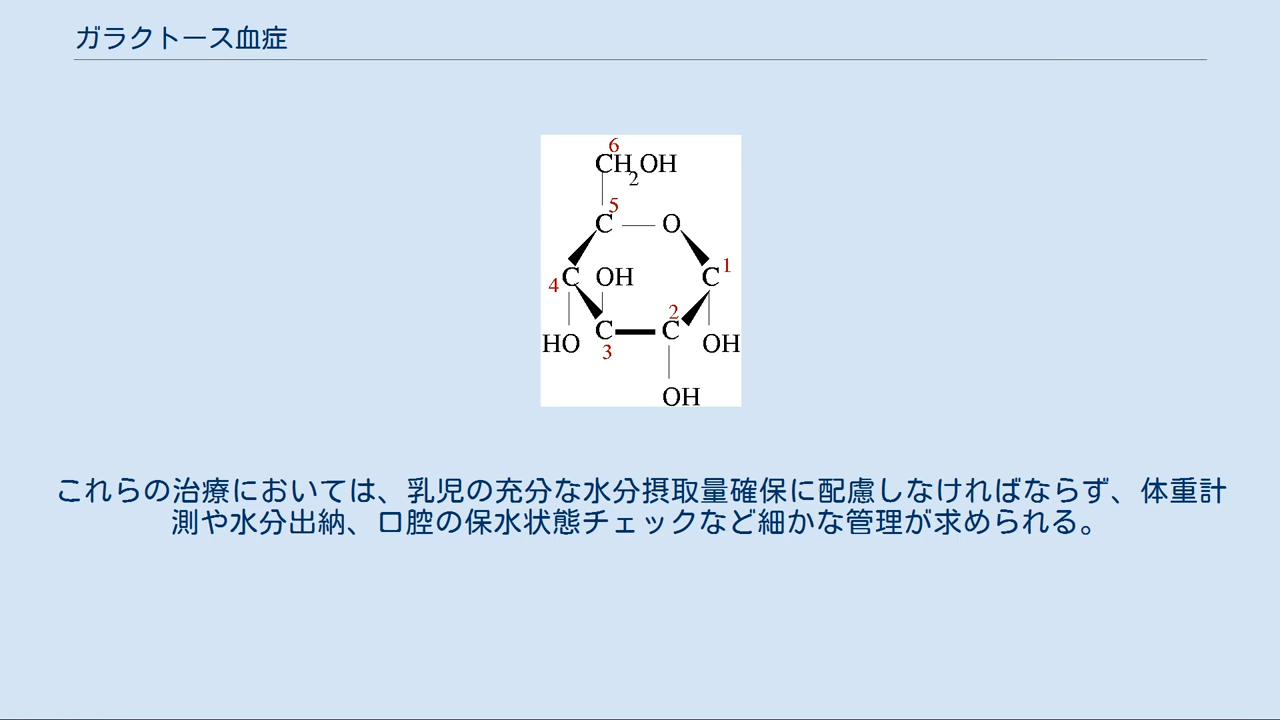 ガラクトース血症
6
CH2OH
5
C O
4 C OH C 1
2
HO C C OH
3
OH
これらの治療においては、乳児の充分な水分摂取量確保に配慮しなければならず、体重計
測や水分出納、口腔の保水状態チェックなど細かな管理が求められる。